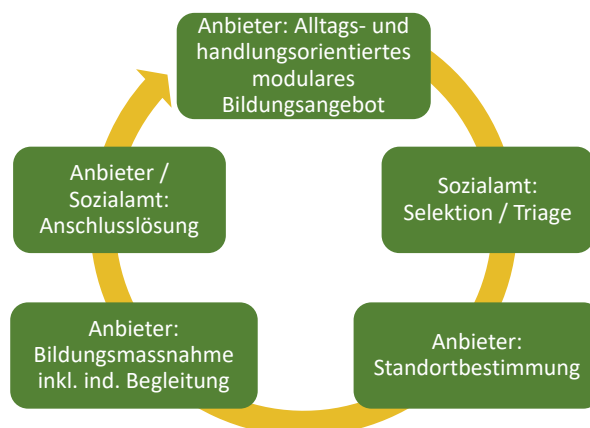 Anbieter: Alltags- und
handlungsorientiertes
modulares
Bildungsangebot
Sozialamt:
Selektion / Triage
Anbieter:
Standortbestimmung
Anbieter:
Bildungsmassnahme
inkl. ind. Begleitung
Anbieter /
Sozialamt:
Anschlusslösung